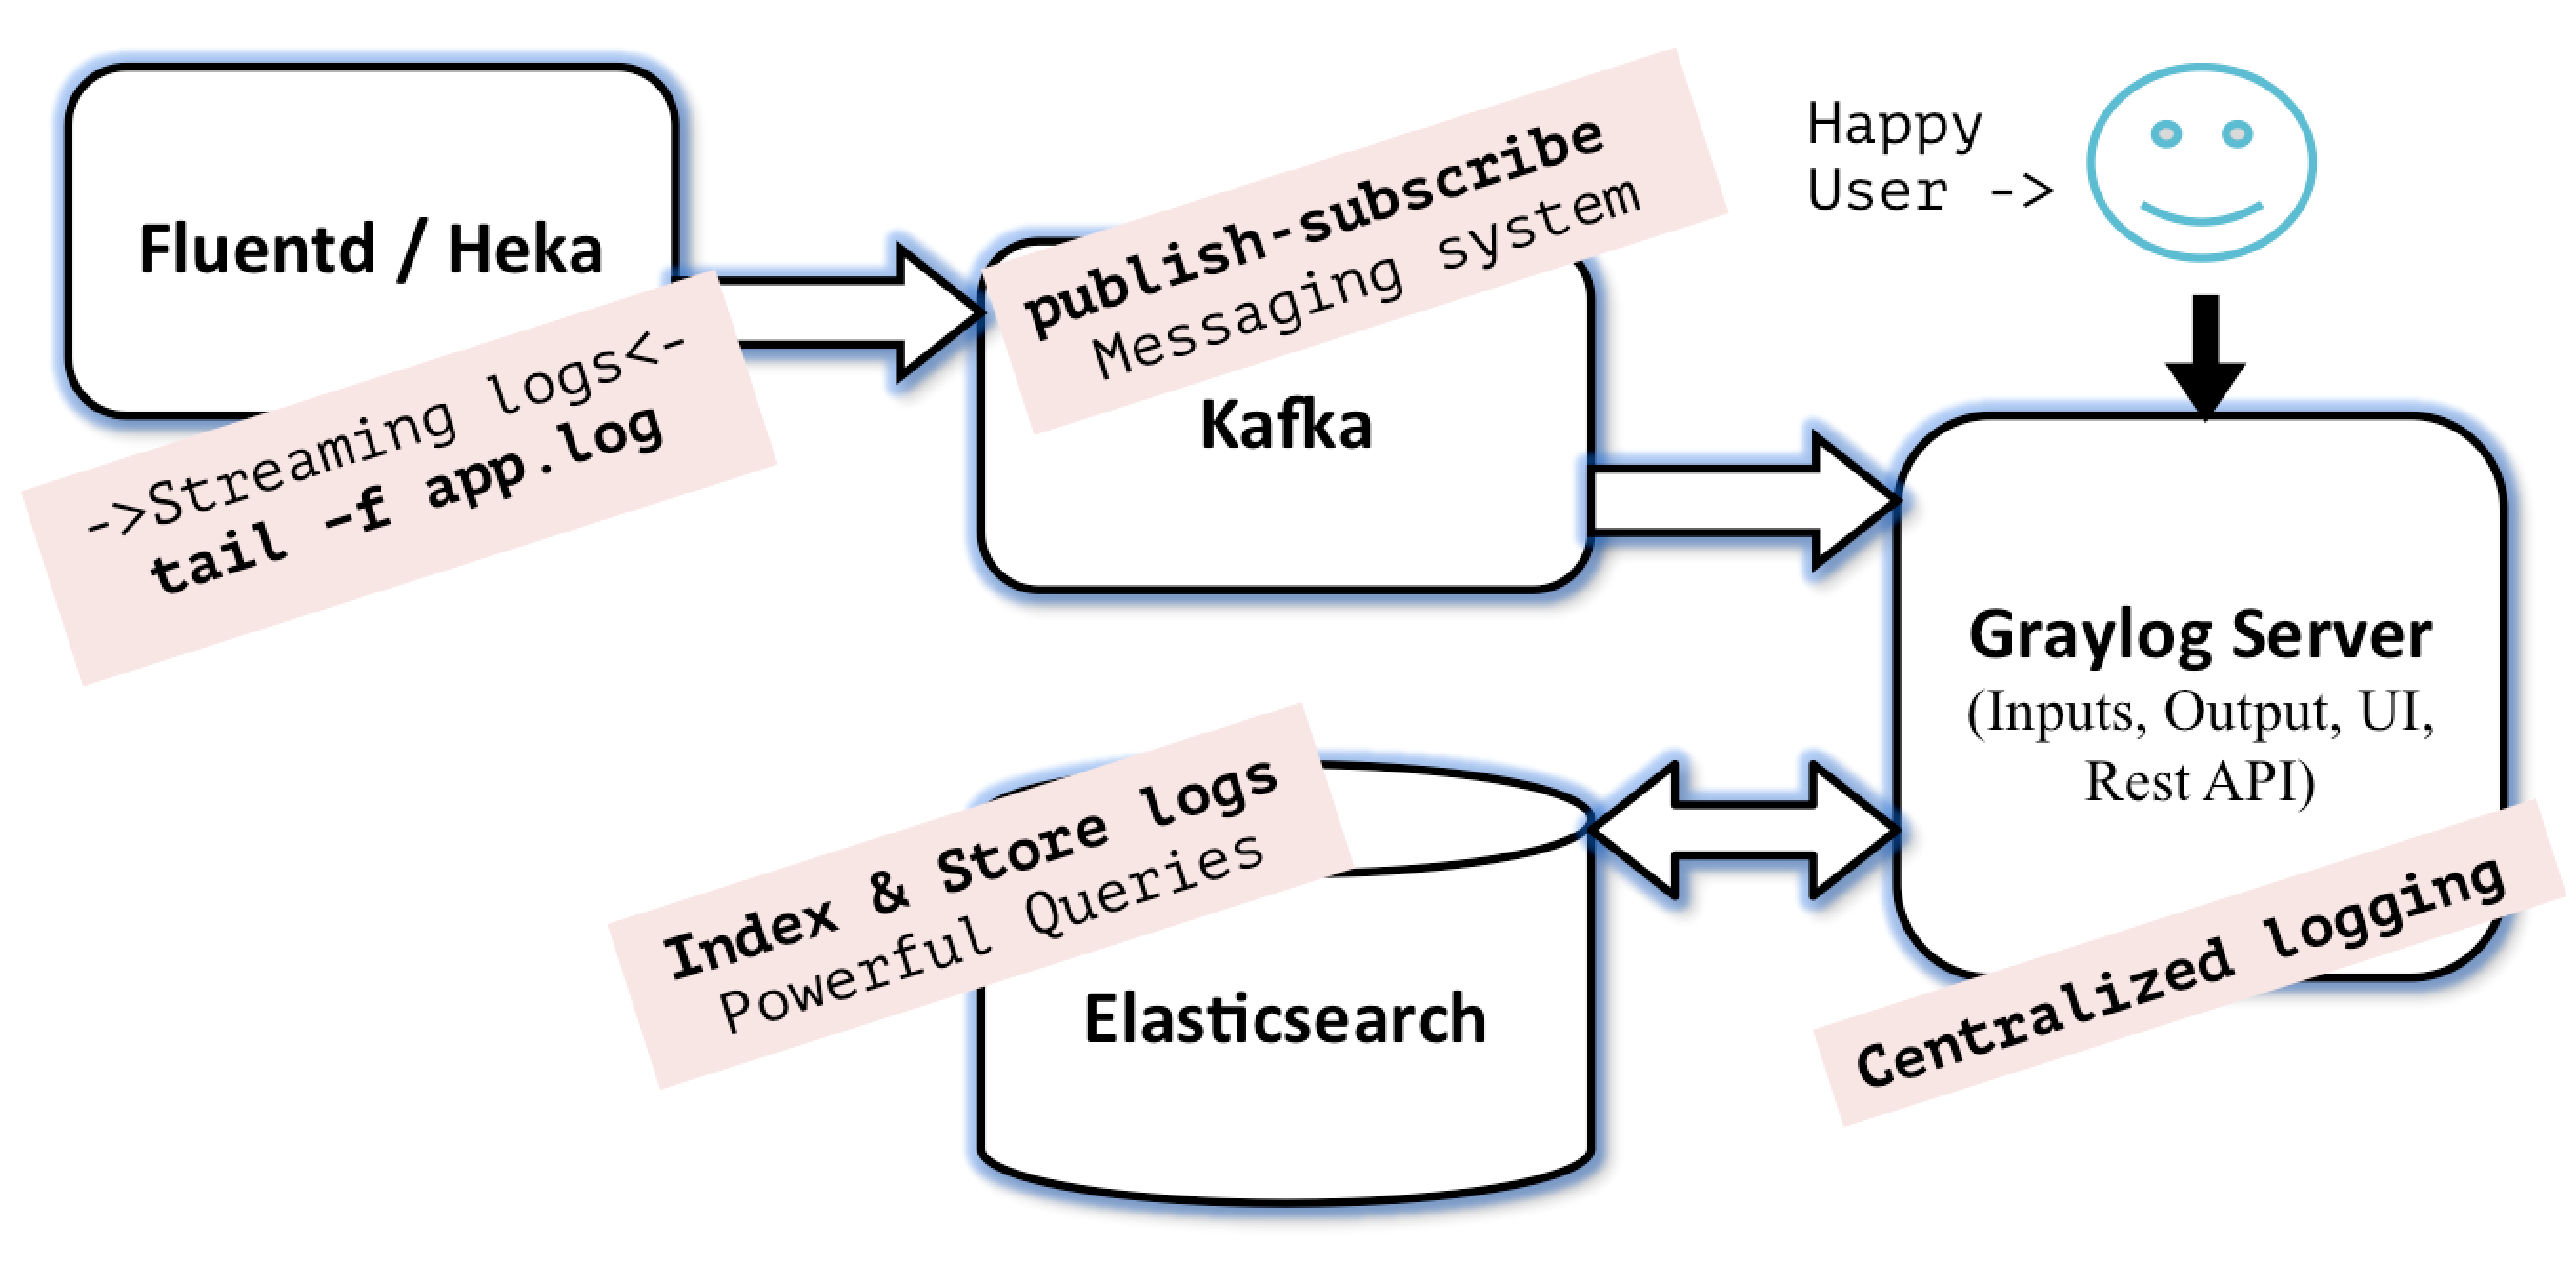 Fluentd / Heka
->Streaming logs<-
tail –f app.log
publish-subscribe
Messaging system
Kafka
Happy
User ->
Graylog Server
(Inputs, Output, UI,
Rest API)
Centralized logging
Index & Store logs
Powerful Queries
Elasticsearch